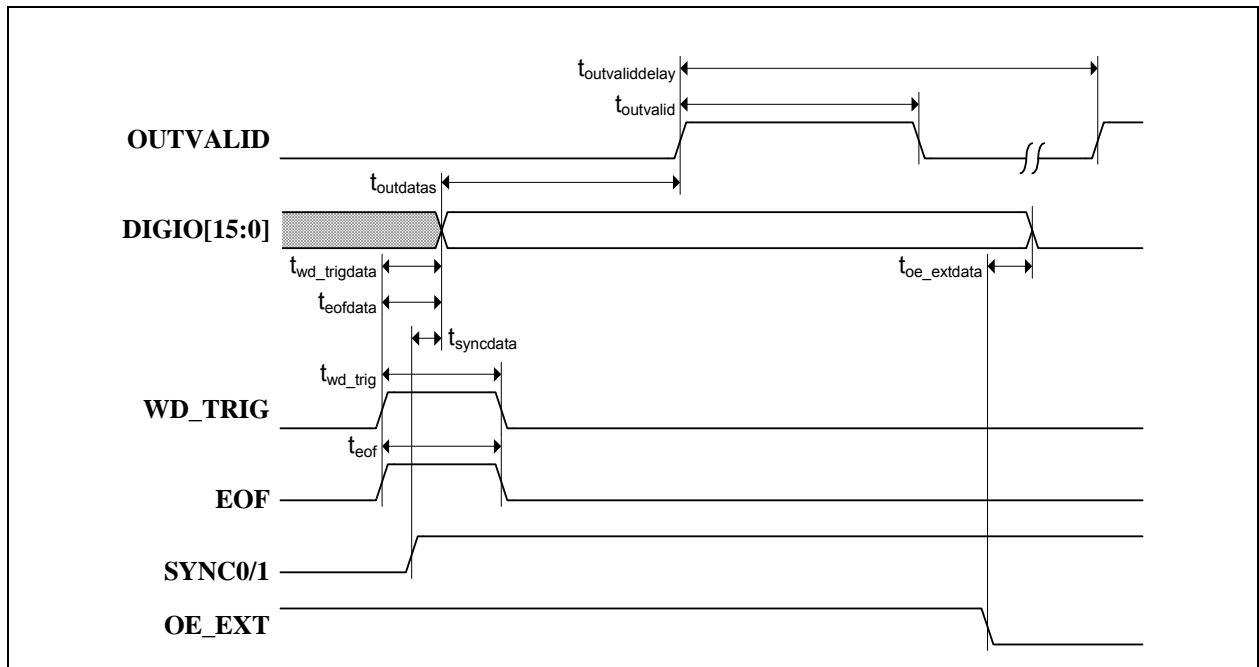 toutvaliddelay
toutvalid
OUTVALID
toutdatas
DIGIO[15:0]
twd_trigdata
toe_extdata
teofdata
tsyncdata
twd_trig
WD_TRIG
teof
EOF
SYNC0/1
OE_EXT